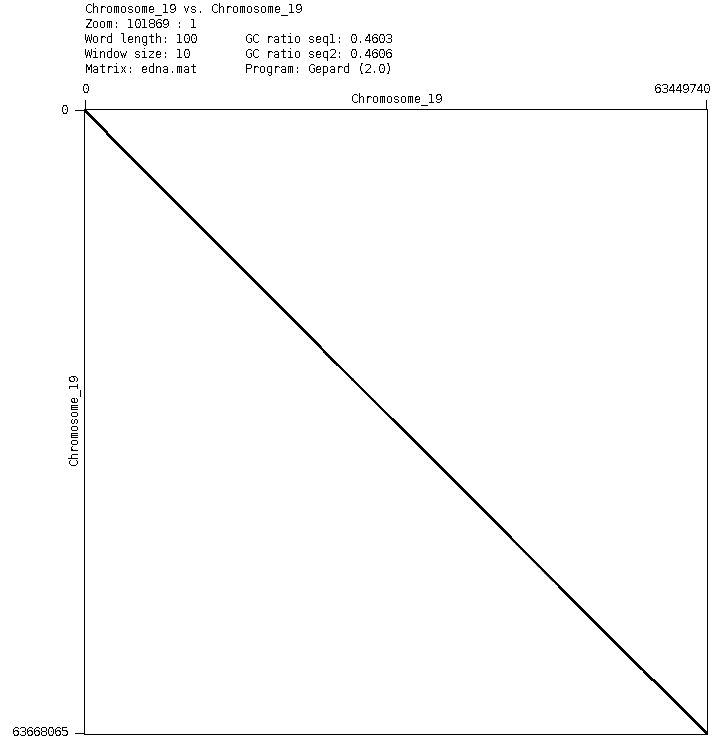 Chromosome_19 vs. Chromosome_19
Zoom: 101869 : 1
Word length: 100 GC ratio seq1: 0.4603
Window size: 10 GC ratio seq2: 0.4606
Matrix: edna.mat Program: Gepard (2.0)
0 63449740
Chromosome_19
0
Chromosome_19
63668065